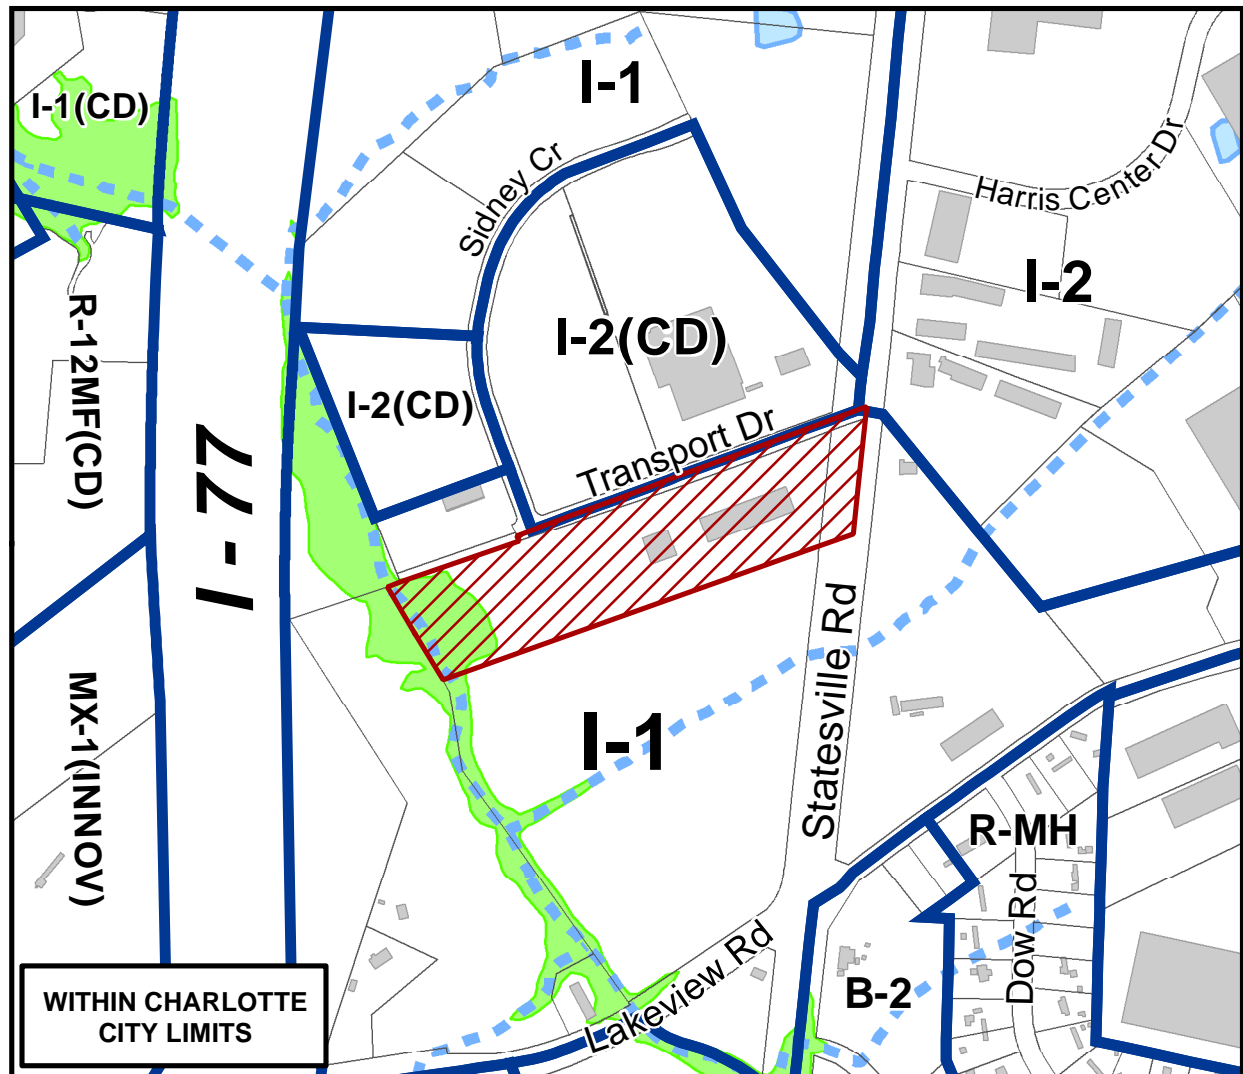 I-1
I-1(CD)
Harris Center Dr
Sidney Cr
I-2
R-12MF(CD)
I-2(CD)
I-2(CD)
Transport Dr
I - 77
Statesville Rd
MX-1(INNOV)
I-1
R-MH
Dow Rd
Lakeview Rd
B-2
WITHIN CHARLOTTE
CITY LIMITS